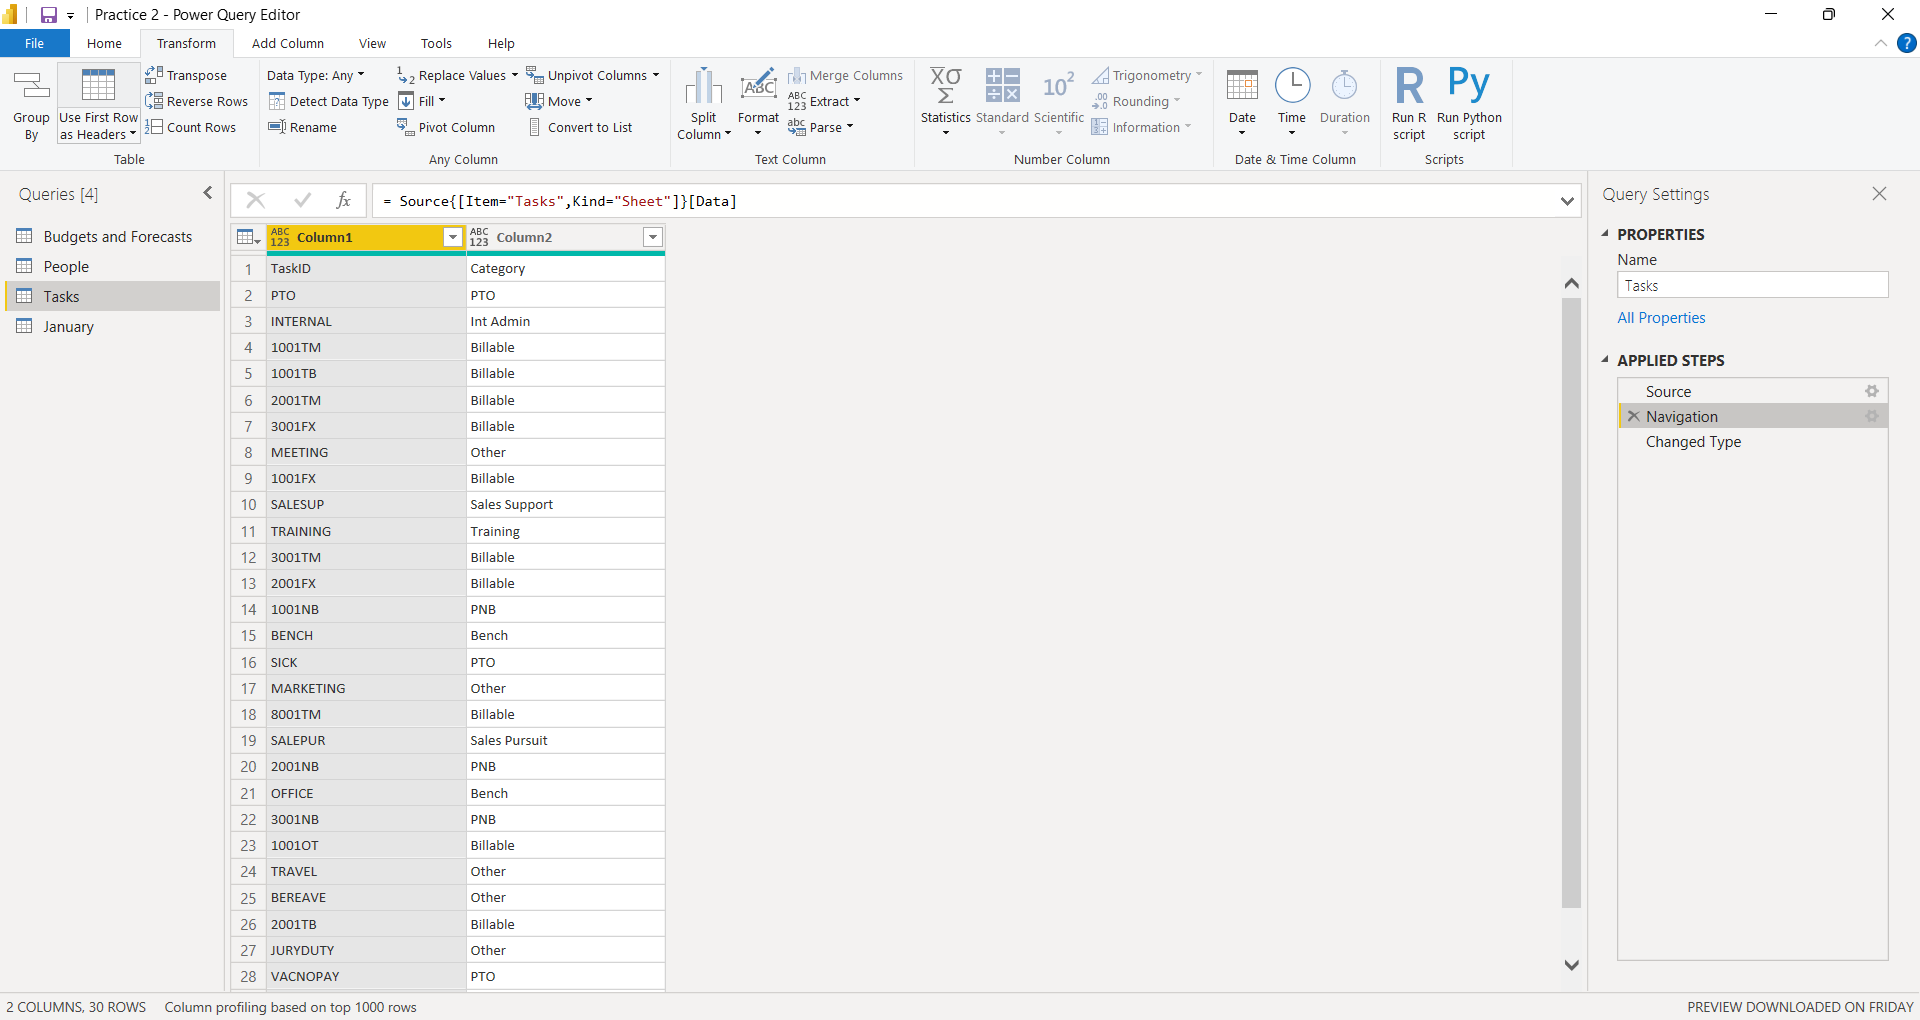 Practice 2 - Power Query Editor
File Home Transform Add Column View Tools Help
Group By
Use First Row as Headers
Transpose
Reverse Rows
Count Rows
Table
Data Type: Any
Detect Data Type
Rename
Replace Values
Fill
Pivot Column
Unpivot Columns
Move
Convert to List
Any Column
Split Column
Format
Merge Columns
Extract
Parse
Text Column
Statistics
Standard
Scientific
Trigonometry
Rounding
Information
Number Column
Date
Time
Duration
Date & Time Column
Run R script
Run Python script
Scripts
Queries [4]
Budgets and Forecasts
People
Tasks
January
= Source{[Item="Tasks",Kind="Sheet"]}[Data]
ABC 123 Column1 ABC 123 Column2
1 TaskID Category
2 PTO PTO
3 INTERNAL Int Admin
4 1001TM Billable
5 1001TB Billable
6 2001TM Billable
7 3001FX Billable
8 MEETING Other
9 1001FX Billable
10 SALESUP Sales Support
11 TRAINING Training
12 3001TM Billable
13 2001FX Billable
14 1001NB PNB
15 BENCH Bench
16 SICK PTO
17 MARKETING Other
18 8001TM Billable
19 SALEPUR Sales Pursuit
20 2001NB PNB
21 OFFICE Bench
22 3001NB PNB
23 1001OT Billable
24 TRAVEL Other
25 BEREAVE Other
26 2001TB Billable
27 JURYDUTY Other
28 VACNOPAY PTO
Query Settings
PROPERTIES
Name
Tasks
All Properties
APPLIED STEPS
Source
Navigation
Changed Type
2 COLUMNS, 30 ROWS Column profiling based on top 1000 rows
PREVIEW DOWNLOADED ON FRIDAY